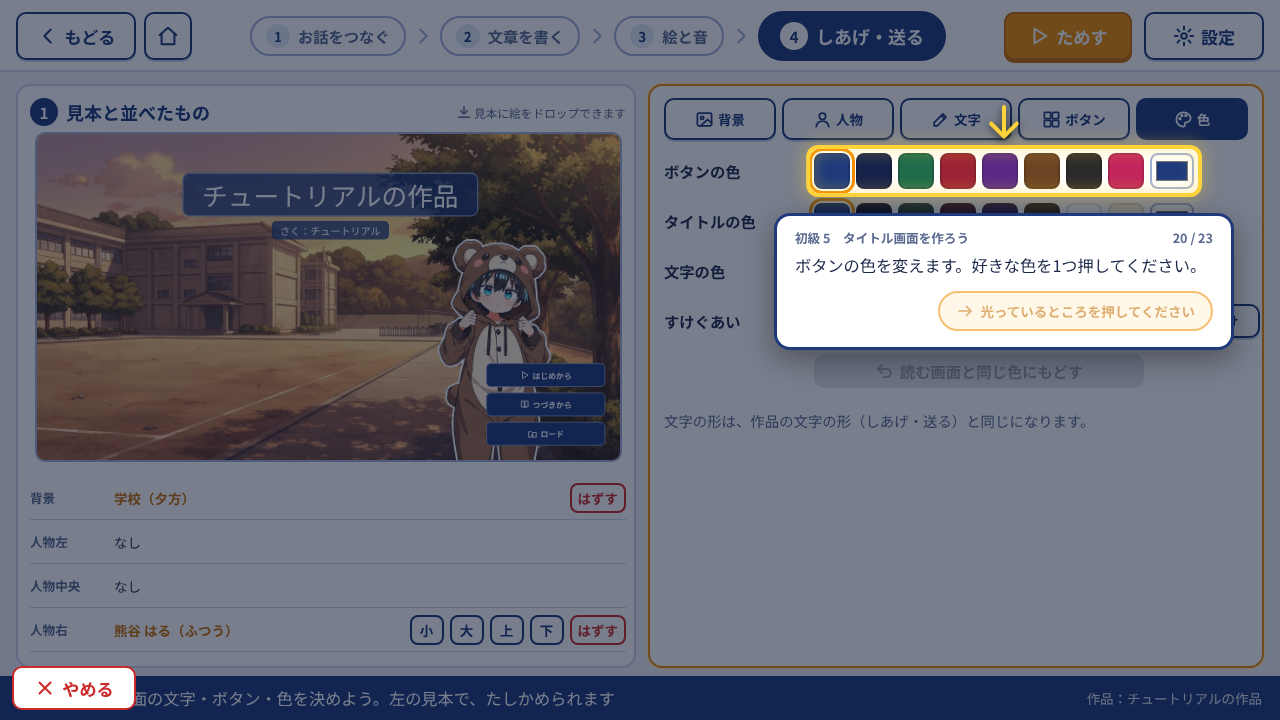 もどる
1 お話をつなぐ
2 文章を書く
3 絵と音
4 しあげ・送る
ためす
設定
1 見本と並べたもの
見本に絵をドロップできます
チュートリアルの作品
さく：チュートリアル
はじめから
つづきから
ロード
背景 学校（夕方） はずす
人物左 なし
人物中央 なし
人物右 熊谷 はる（ふつう） 小 大 上 下 はずす
背景
人物
文字
ボタン
色
ボタンの色
タイトルの色
文字の色
すけぐあい
初級 5 タイトル画面を作ろう 20 / 23
ボタンの色を変えます。好きな色を1つ押してください。
光っているところを押してください
読む画面と同じ色にもどす
文字の形は、作品の文字の形（しあげ・送る）と同じになります。
やめる
面の文字・ボタン・色を決めよう。左の見本で、たしかめられます
作品：チュートリアルの作品